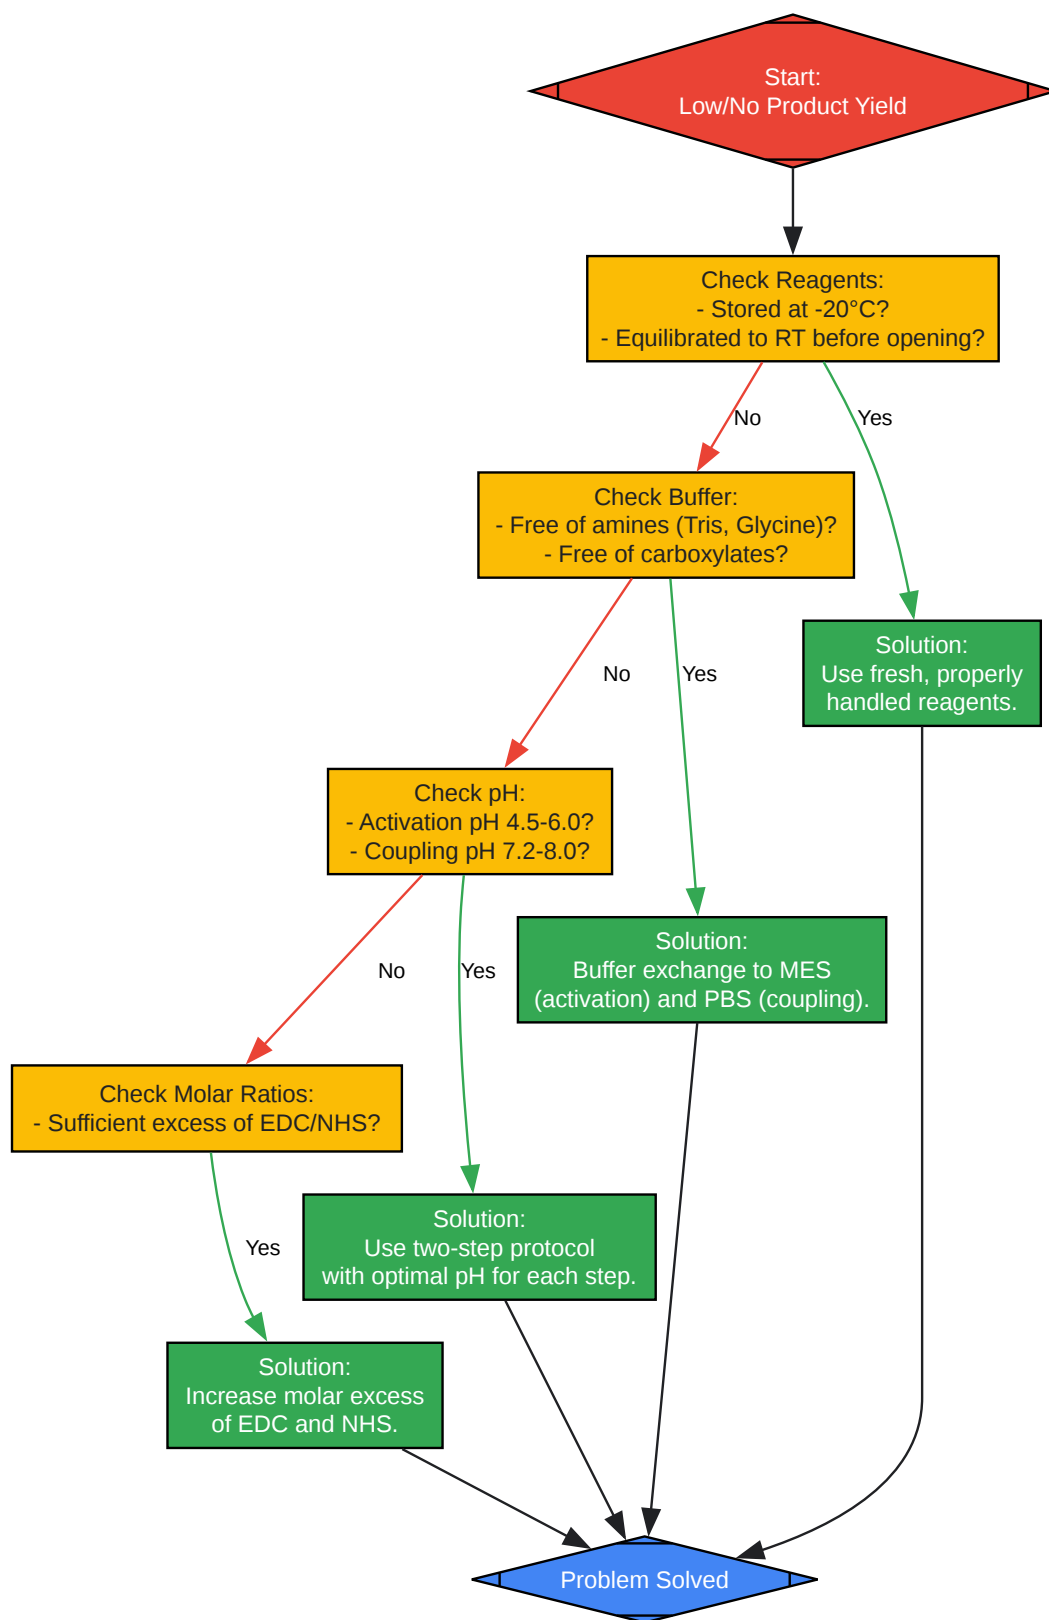 Start:
Low/No Product Yield
Check Reagents:
- Stored at -20°C?
- Equilibrated to RT before opening?
No
Yes
Check Buffer:
- Free of amines (Tris, Glycine)?
- Free of carboxylates?
No
Yes
Solution:
Use fresh, properly
handled reagents.
Check pH:
- Activation pH 4.5-6.0?
- Coupling pH 7.2-8.0?
No
Yes
Solution:
Buffer exchange to MES
(activation) and PBS (coupling).
Check Molar Ratios:
- Sufficient excess of EDC/NHS?
Yes
Solution:
Use two-step protocol
with optimal pH for each step.
Solution:
Increase molar excess
of EDC and NHS.
Problem Solved